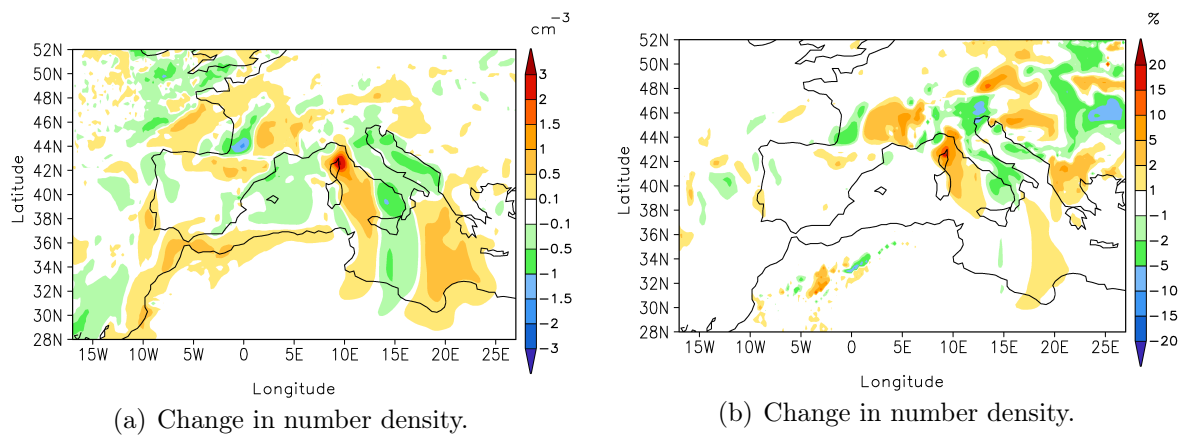 cm⁻³
52N
50N
48N
46N
44N
42N
40N
38N
36N
34N
32N
30N
28N
Latitude
15W 10W 5W 0 5E 10E 15E 20E 25E
Longitude
3
2
1.5
1
0.5
0.1
−0.1
−0.5
−1
−1.5
−2
−3
(a) Change in number density.
%
52N
50N
48N
46N
44N
42N
40N
38N
36N
34N
32N
30N
28N
Latitude
15W 10W 5W 0 5E 10E 15E 20E 25E
Longitude
20
15
10
5
2
1
−1
−2
−5
−10
−15
−20
(b) Change in number density.